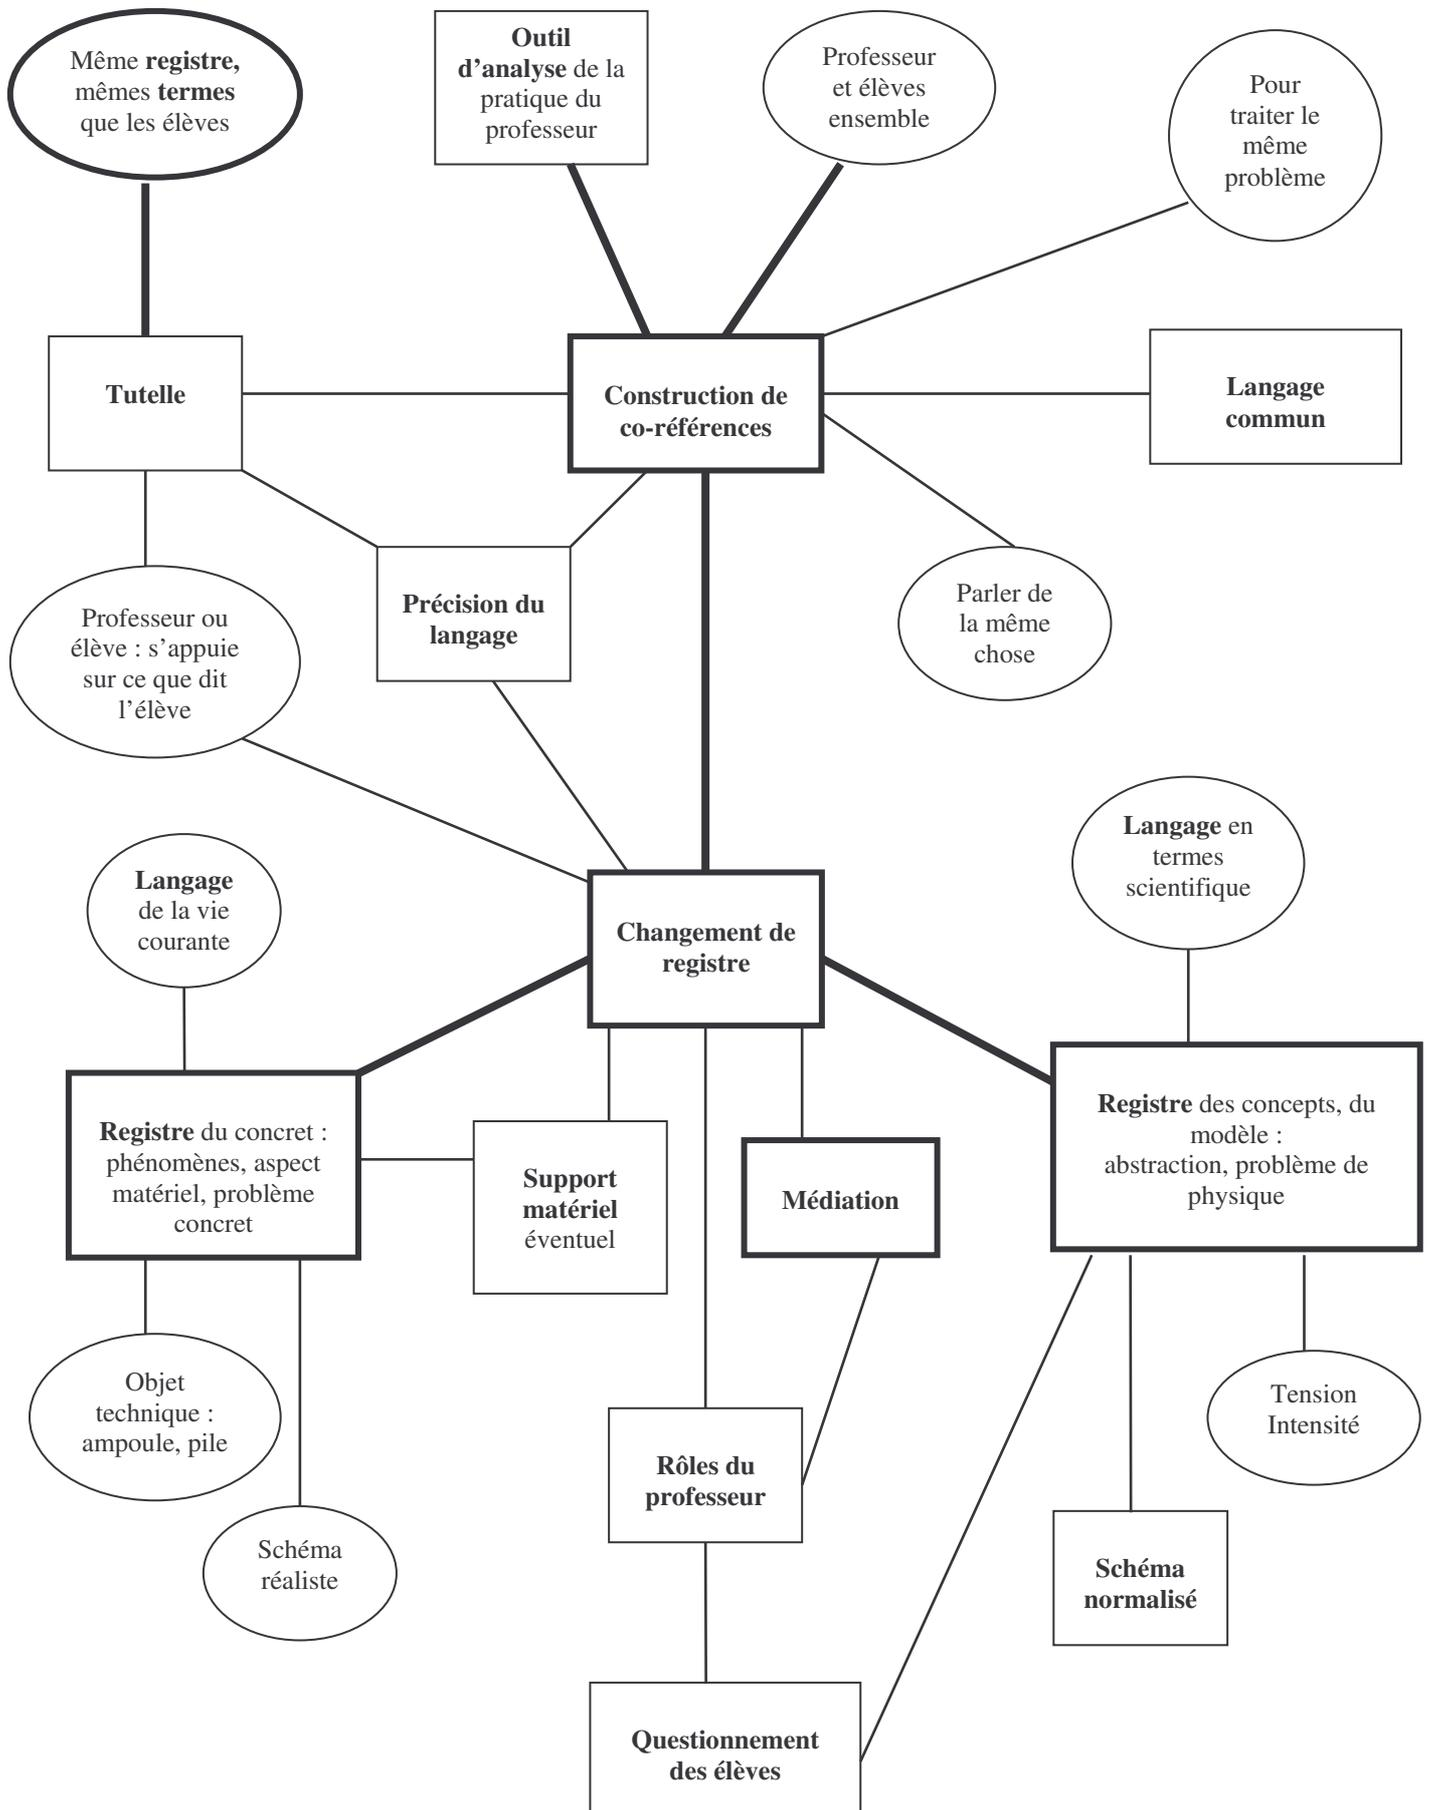 Même registre,
mêmes termes
que les élèves
Outil
d’analyse de la
pratique du
professeur
Professeur
et élèves
ensemble
Pour
traiter le
même
problème
Tutelle
Construction de
co-références
Langage
commun
Professeur ou
élève : s’appuie
sur ce que dit
l’élève
Précision du
langage
Parler de
la même
chose
Langage
de la vie
courante
Changement de
registre
Langage en
termes
scientifique
Registre du concret :
phénomènes, aspect
matériel, problème
concret
Support
matériel
éventuel
Médiation
Registre des concepts, du
modèle :
abstraction, problème de
physique
Objet
technique :
ampoule, pile
Schéma
réaliste
Rôles du
professeur
Tension
Intensité
Schéma
normalisé
Questionnement
des élèves